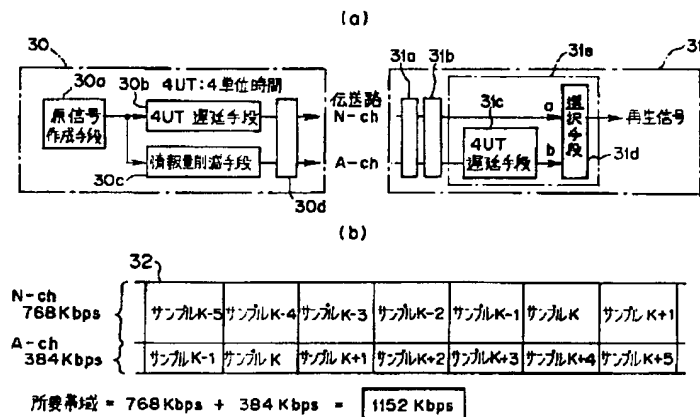 (a)
30
30a
30b
4UT:4単位時間
原信号
作成手段
4UT 遅延手段
情報量削減手段
30c
30d
伝送路
N-ch
A-ch
31a
31b
31e
31
31c
4UT
遅延手段
a
b
選択手段
31d
再生信号
(b)
32
N-ch
768Kbps
サンプルK-5 サンプルK-4 サンプルK-3 サンプルK-2 サンプルK-1 サンプルK サンプルK+1
A-ch
384Kbps
サンプルK-1 サンプルK サンプルK+1 サンプルK+2 サンプルK+3 サンプルK+4 サンプルK+5
所要帯域 = 768Kbps + 384Kbps = 1152Kbps